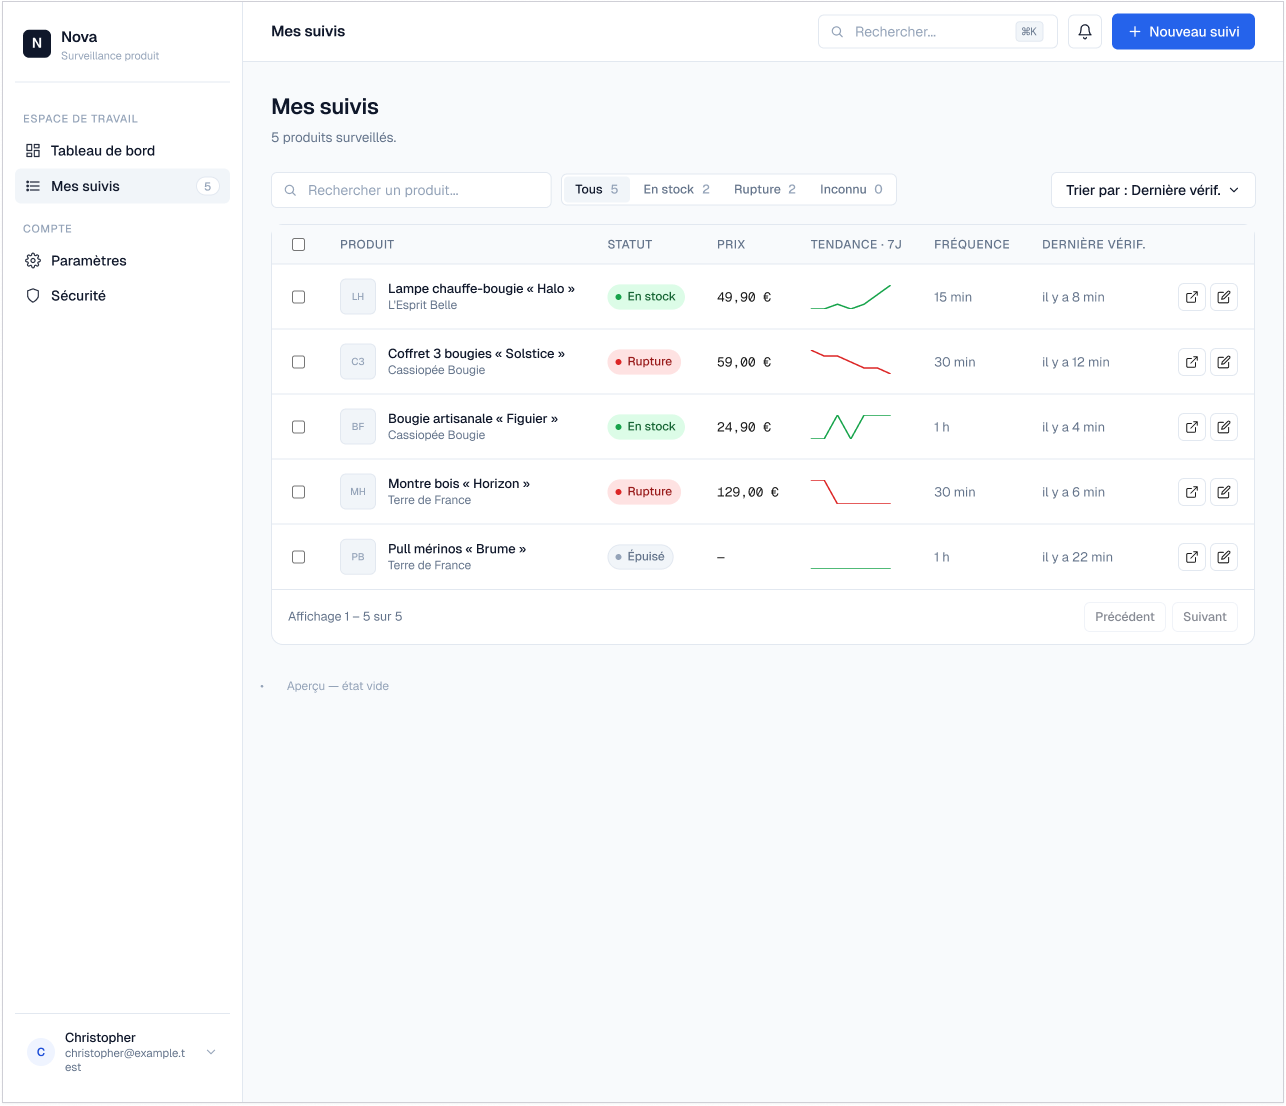 N
Nova
Surveillance produit
ESPACE DE TRAVAIL
Tableau de bord
Mes suivis 5
COMPTE
Paramètres
Sécurité
Christopher
C
christopher@example.t
est
Mes suivis
Rechercher... ⌘K
+ Nouveau suivi
Mes suivis
5 produits surveillés.
Rechercher un produit...
Tous 5 En stock 2 Rupture 2 Inconnu 0
Trier par : Dernière vérif.
PRODUIT STATUT PRIX TENDANCE · 7J FRÉQUENCE DERNIÈRE VÉRIF.
LH
Lampe chauffe-bougie « Halo »
L'Esprit Belle
En stock 49,90 € 15 min il y a 8 min
C3
Coffret 3 bougies « Solstice »
Cassiopée Bougie
Rupture 59,00 € 30 min il y a 12 min
BF
Bougie artisanale « Figuier »
Cassiopée Bougie
En stock 24,90 € 1 h il y a 4 min
MH
Montre bois « Horizon »
Terre de France
Rupture 129,00 € 30 min il y a 6 min
PB
Pull mérinos « Brume »
Terre de France
Épuisé — 1 h il y a 22 min
Affichage 1 – 5 sur 5
Précédent Suivant
• Aperçu — état vide